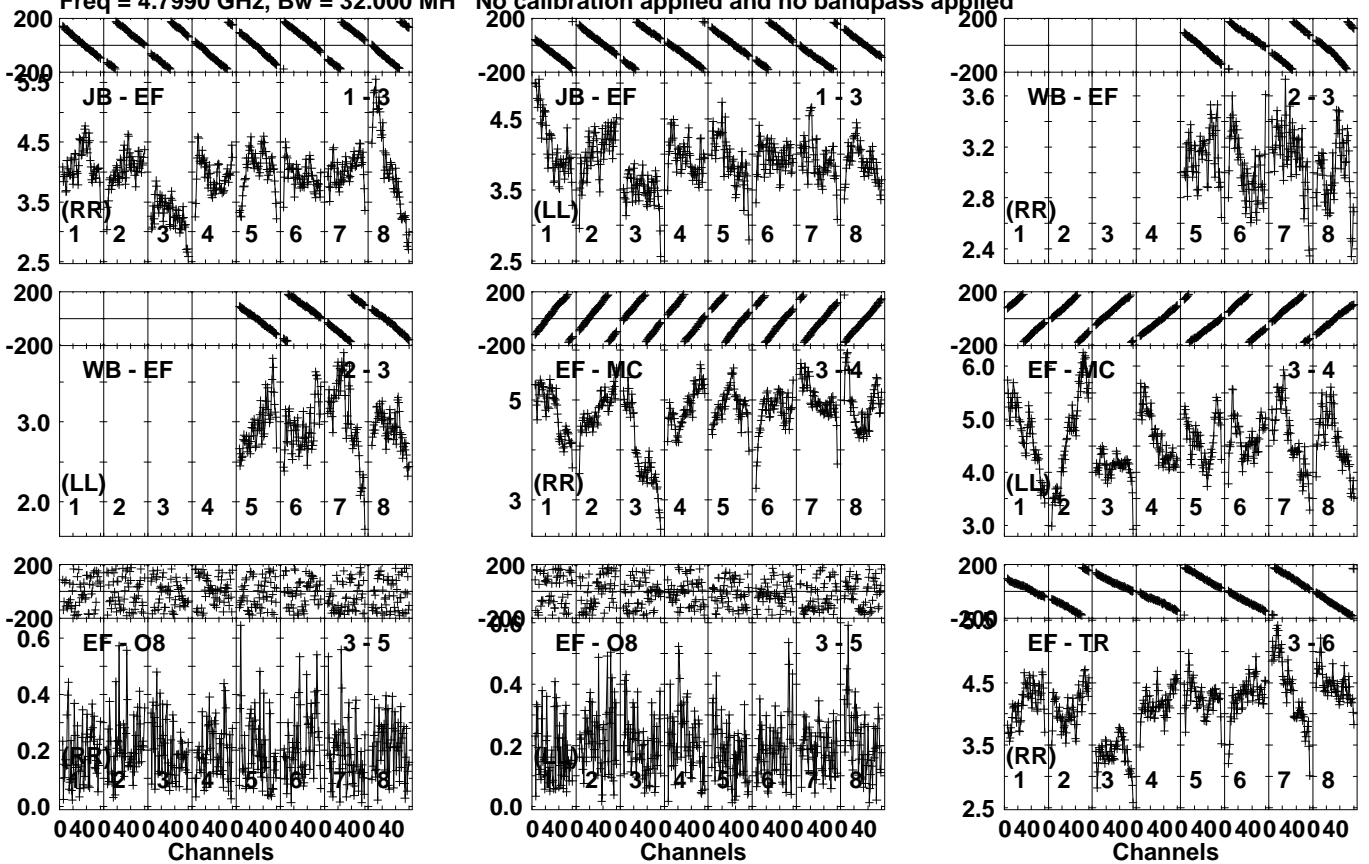 Freq = 4.7990 GHz, Bw = 32.000 MH No calibration applied and no bandpass applied
200 200 200
-200 -200 -200
JB - EF 1 - 3 JB - EF 1 - 3 WB - EF 2 - 3
5.5 4.5 3.5 2.5
4.5 3.5 2.5
3.6 3.2 2.8 2.4
(RR) (LL) (RR)
1 2 3 4 5 6 7 8 1 2 3 4 5 6 7 8 1 2 3 4 5 6 7 8
200 200 200
-200 -200 -200
WB - EF 2 - 3 EF - MC 3 - 4 EF - MC 3 - 4
3.0 2.0
5 3
6.0 5.0 4.0 3.0
(LL) (RR) (LL)
1 2 3 4 5 6 7 8 1 2 3 4 5 6 7 8 1 2 3 4 5 6 7 8
200 200 200
-200 -200 -200
EF - O8 3 - 5 EF - O8 3 - 5 EF - TR 3 - 6
0.6 0.4 0.2 0.0
0.6 0.4 0.2 0.0
5.5 4.5 3.5 2.5
(RR) (LL) (RR)
1 2 3 4 5 6 7 8 1 2 3 4 5 6 7 8 1 2 3 4 5 6 7 8
0 40 0 40 0 40 0 40 0 40 0 40 0 40 0 40 0 40 0 40 0 40 0 40 0 40 0 40 0 40 0 40 0 40 0 40 0 40 0 40 0 40 0 40 0 40 0 40
Channels Channels Channels